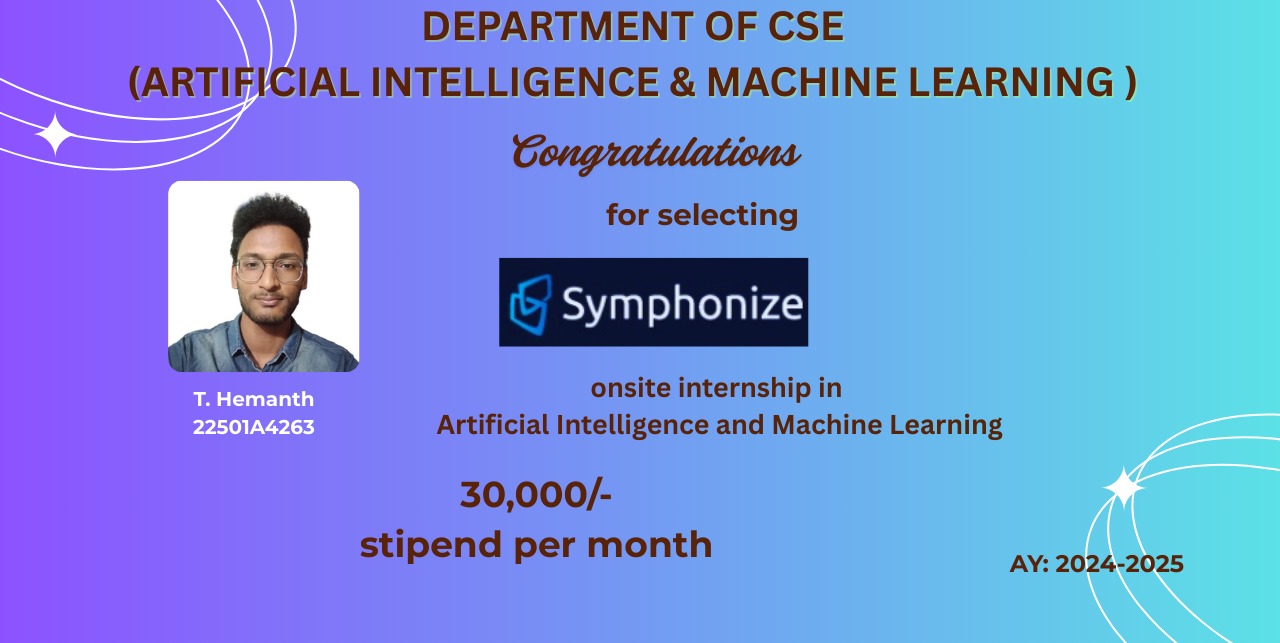 DEPARTMENT OF CSE
(ARTIFICIAL INTELLIGENCE & MACHINE LEARNING )
Congratulations
for selecting
Symphonize
T. Hemanth
22501A4263
onsite internship in
Artificial Intelligence and Machine Learning
30,000/-
stipend per month
AY: 2024-2025